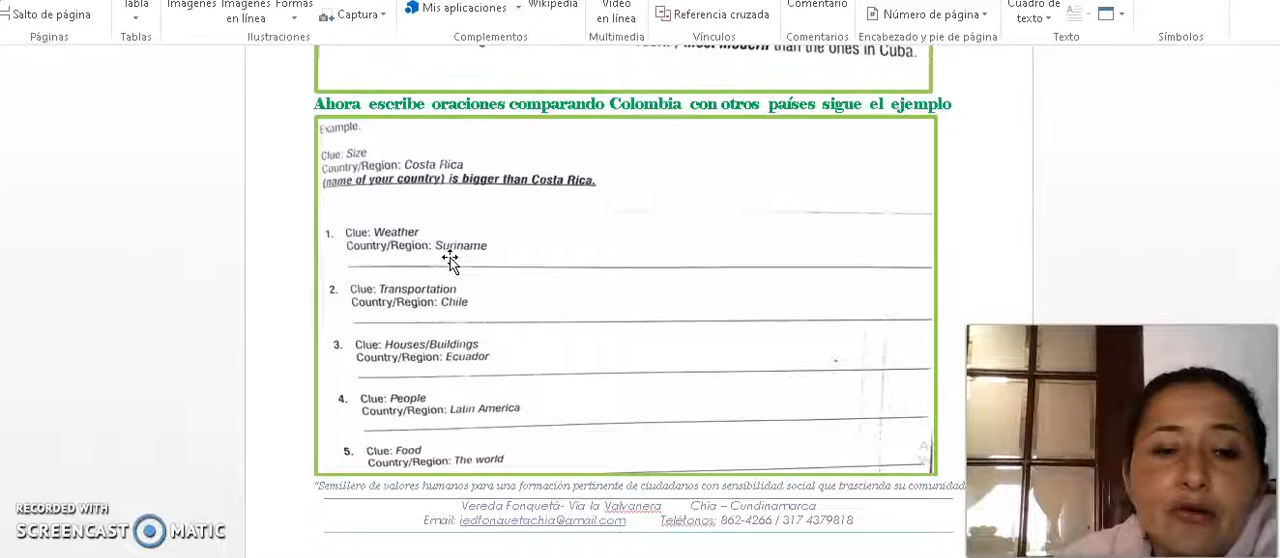 Salto de página
Tabla
Imágenes
Imágenes en línea
Formas
Captura
Mis aplicaciones
Wikipedia
Vídeo en línea
Referencia cruzada
Comentario
Número de página
Cuadro de texto
Páginas
Tablas
Ilustraciones
Complementos
Multimedia
Vínculos
Comentarios
Encabezado y pie de página
Texto
Símbolos
most modern than the ones in Cuba.
Ahora escribe oraciones comparando Colombia con otros países sigue el ejemplo
Example.
Clue: Size
Country/Region: Costa Rica
(name of your country) is bigger than Costa Rica.
1. Clue: Weather
Country/Region: Suriname
2. Clue: Transportation
Country/Region: Chile
3. Clue: Houses/Buildings
Country/Region: Ecuador
4. Clue: People
Country/Region: Latin America
5. Clue: Food
Country/Region: The world
"Semillero de valores humanos para una formación pertinente de ciudadanos con sensibilidad social que trascienda su comunidad
Vereda Fonquetá- Vía la Valvanera Chía – Cundinamarca
Email: iedfonquetachia@gmail.com Teléfonos: 862-4266 / 317 4379818
RECORDED WITH
SCREENCAST MATIC